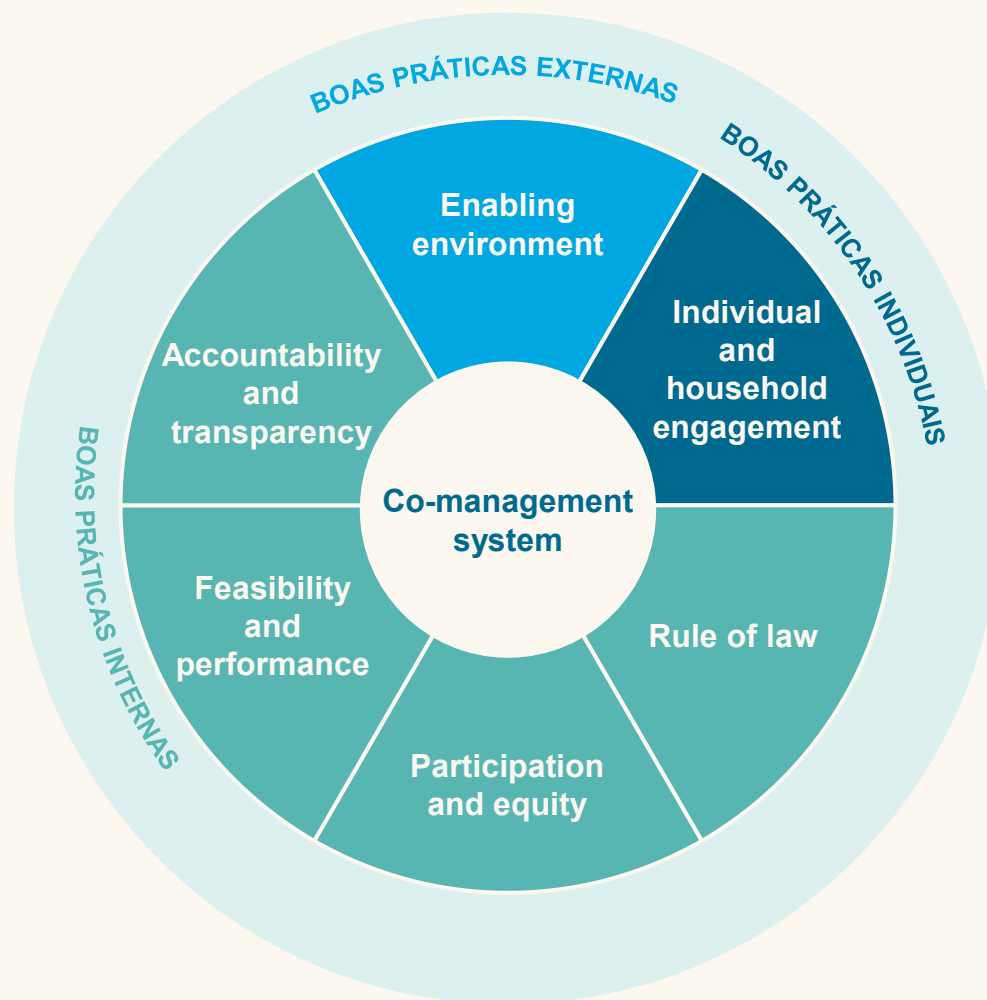 BOAS PRÁTICAS EXTERNAS
BOAS PRÁTICAS INDIVIDUAIS
Enabling
environment
Individual
and
household
engagement
Accountability
and
transparency
BOAS PRÁTICAS INTERNAS
Co-management
system
Feasibility
and
performance
Rule of law
Participation
and equity